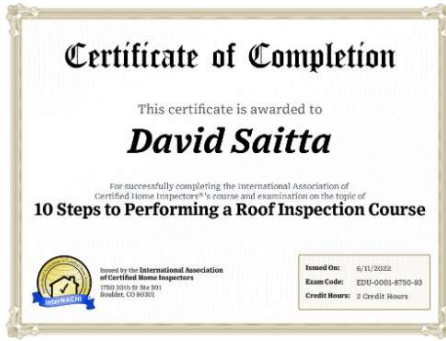 Certificate of Completion
This certificate is awarded to
David Saitta
For successfully completing the International Association of
Certified Home Inspectors®'s course and examination on the topic of
10 Steps to Performing a Roof Inspection Course
Issued by the International Association
of Certified Home Inspectors
1750 30th St Ste 301
Boulder, CO 80301
InterNACHI
Issued On: 6/11/2022
Exam Code: EDU-0001-8750-93
Credit Hours: 2 Credit Hours